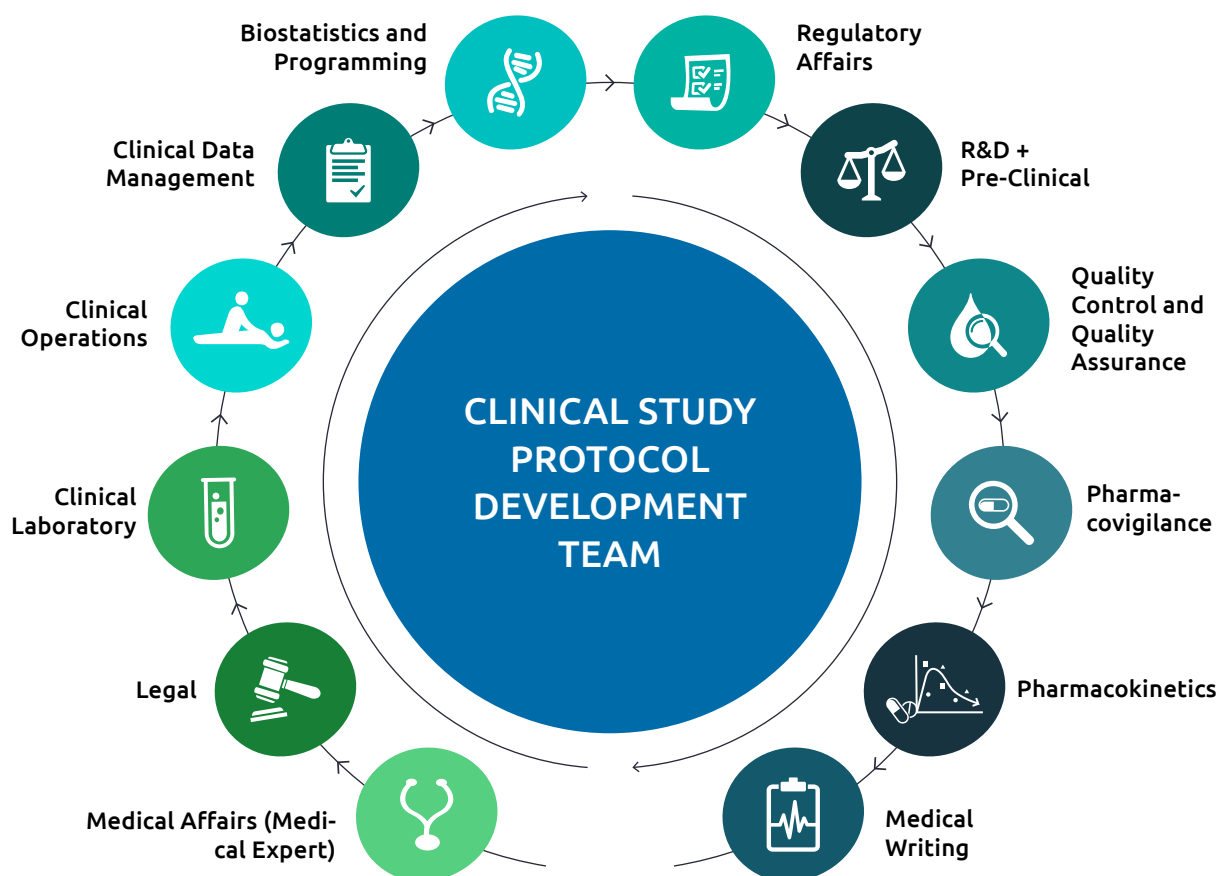 Biostatistics and
Programming
Regulatory
Affairs
Clinical Data
Management
R&D +
Pre-Clinical
Clinical
Operations
Quality
Control and
Quality
Assurance
CLINICAL STUDY
PROTOCOL
DEVELOPMENT
TEAM
Clinical
Laboratory
Pharma-
covigilance
Legal
Pharmacokinetics
Medical Affairs (Medi-
cal Expert)
Medical
Writing